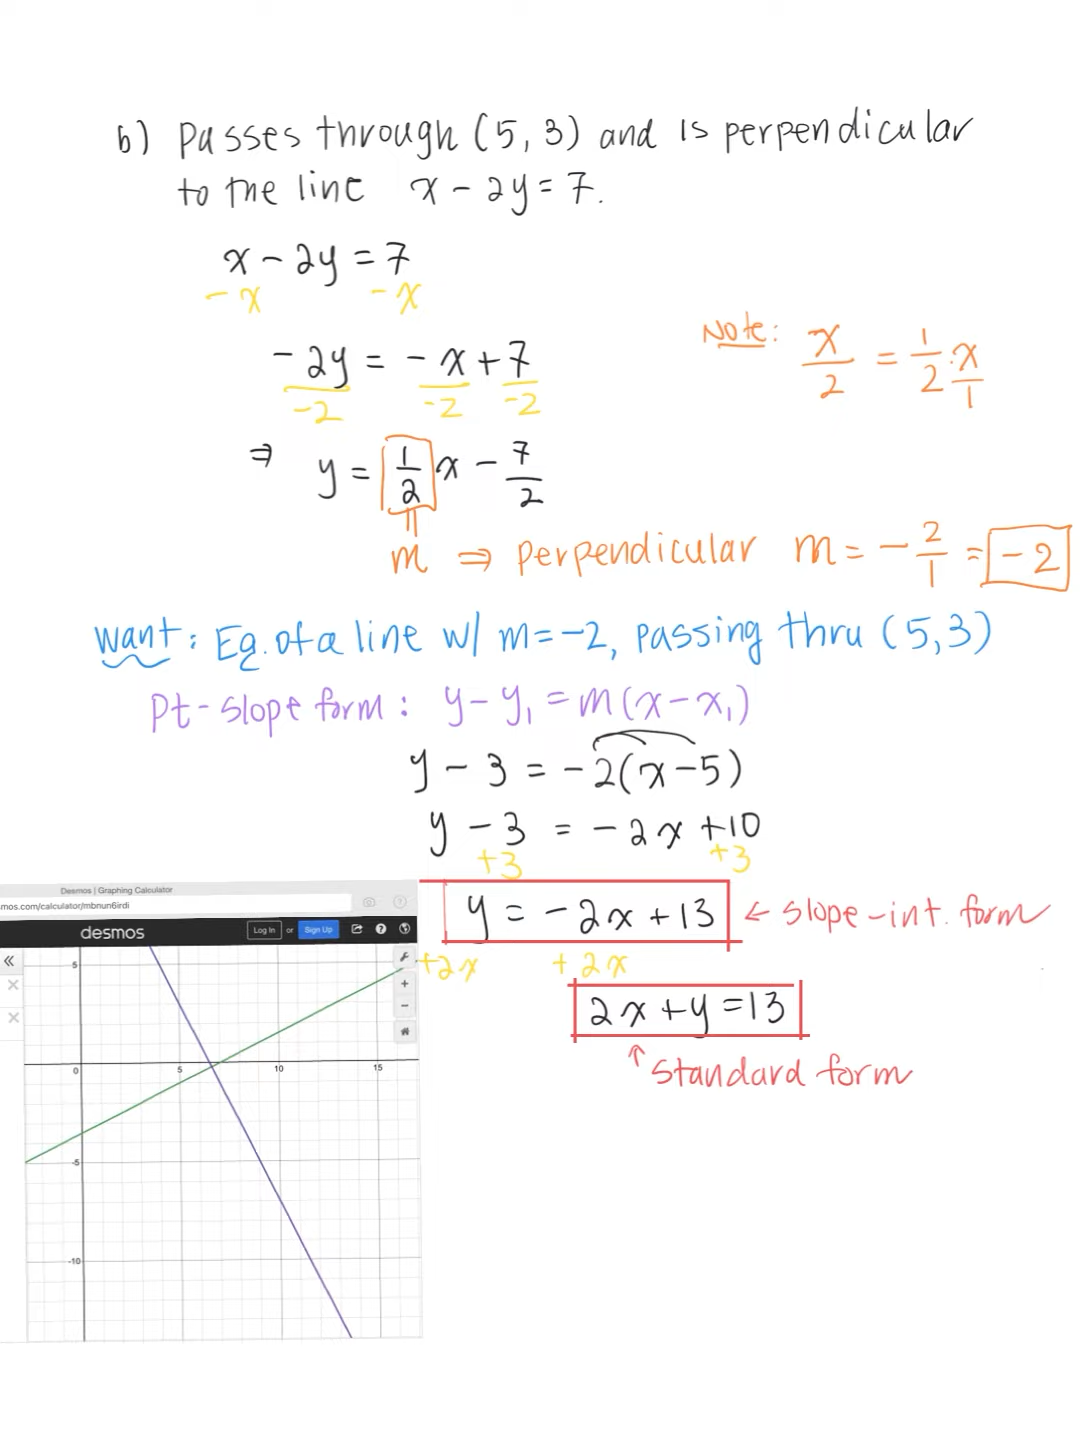 b) Passes through (5, 3) and is perpendicular
to the line x - 2y = 7.
x - 2y = 7
- x - x
- 2y = - x + 7
-2 -2 -2
Note: x/2 = 1/2 · x/1
⇒ y = 1/2 x - 7/2
m ⇒ perpendicular m = - 2/1 = -2
Want: Eq. of a line w/ m = -2, passing thru (5,3)
Pt-slope form: y - y₁ = m(x - x₁)
y - 3 = -2(x - 5)
y - 3 = -2x + 10
+3 +3
y = -2x + 13 ← slope-int. form
+2x + 2x
2x + y = 13
↑ standard form
Desmos | Graphing Calculator
mos.com/calculator/mbnun6irdi
desmos
Log In or Sign Up
«
5
0 5 10 15
-5
-10